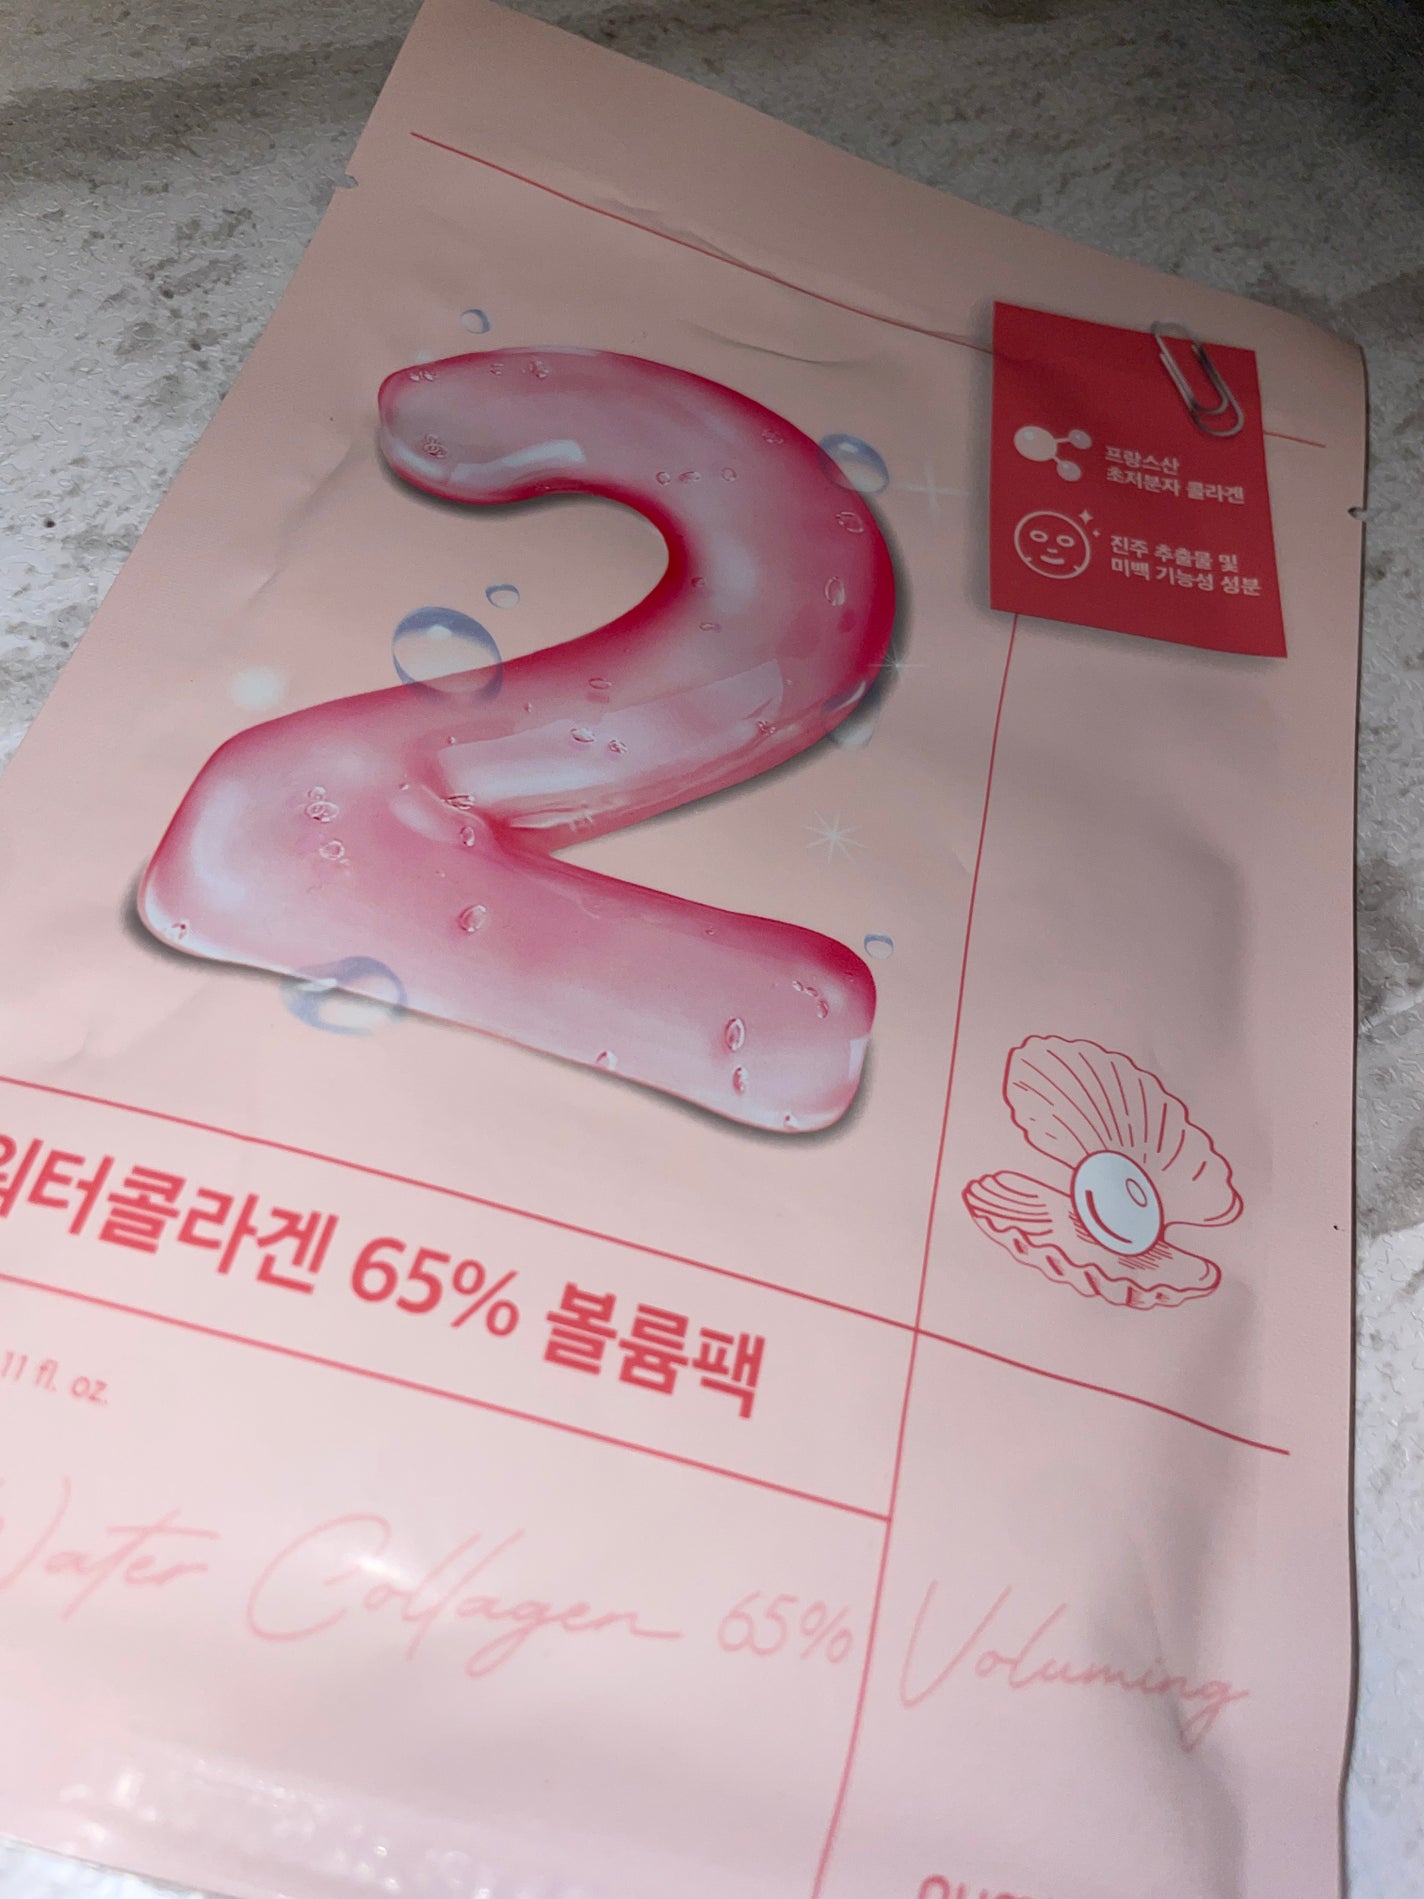 2
프랑스산
초저분자 콜라겐
진주 추출물 및
미백 기능성 성분
워터콜라겐 65% 볼륨팩
11 fl. oz.
Water Collagen 65%
Voluming